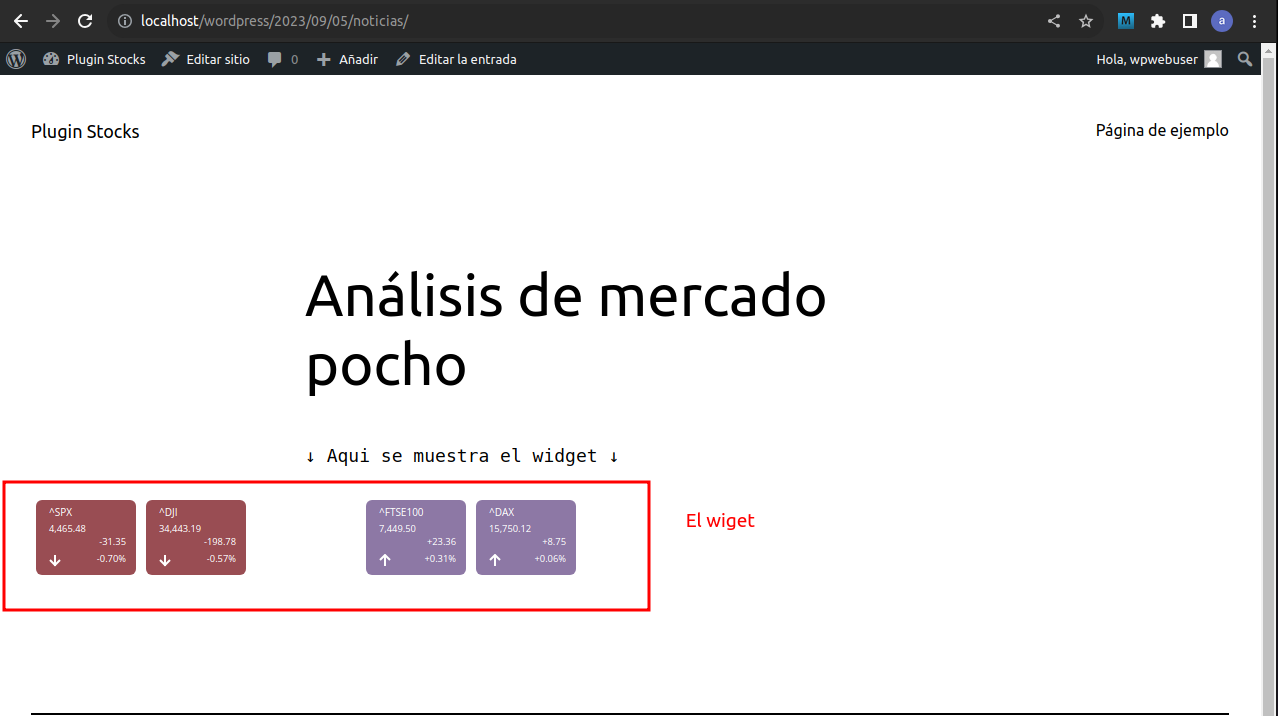 localhost/wordpress/2023/09/05/noticias/
M
a
Plugin Stocks
Editar sitio
0
Añadir
Editar la entrada
Hola, wpwebuser
Plugin Stocks
Página de ejemplo
Análisis de mercado
pocho
↓ Aqui se muestra el widget ↓
^SPX
4,465.48
-31.35
-0.70%
^DJI
34,443.19
-198.78
-0.57%
^FTSE100
7,449.50
+23.36
+0.31%
^DAX
15,750.12
+8.75
+0.06%
El wiget